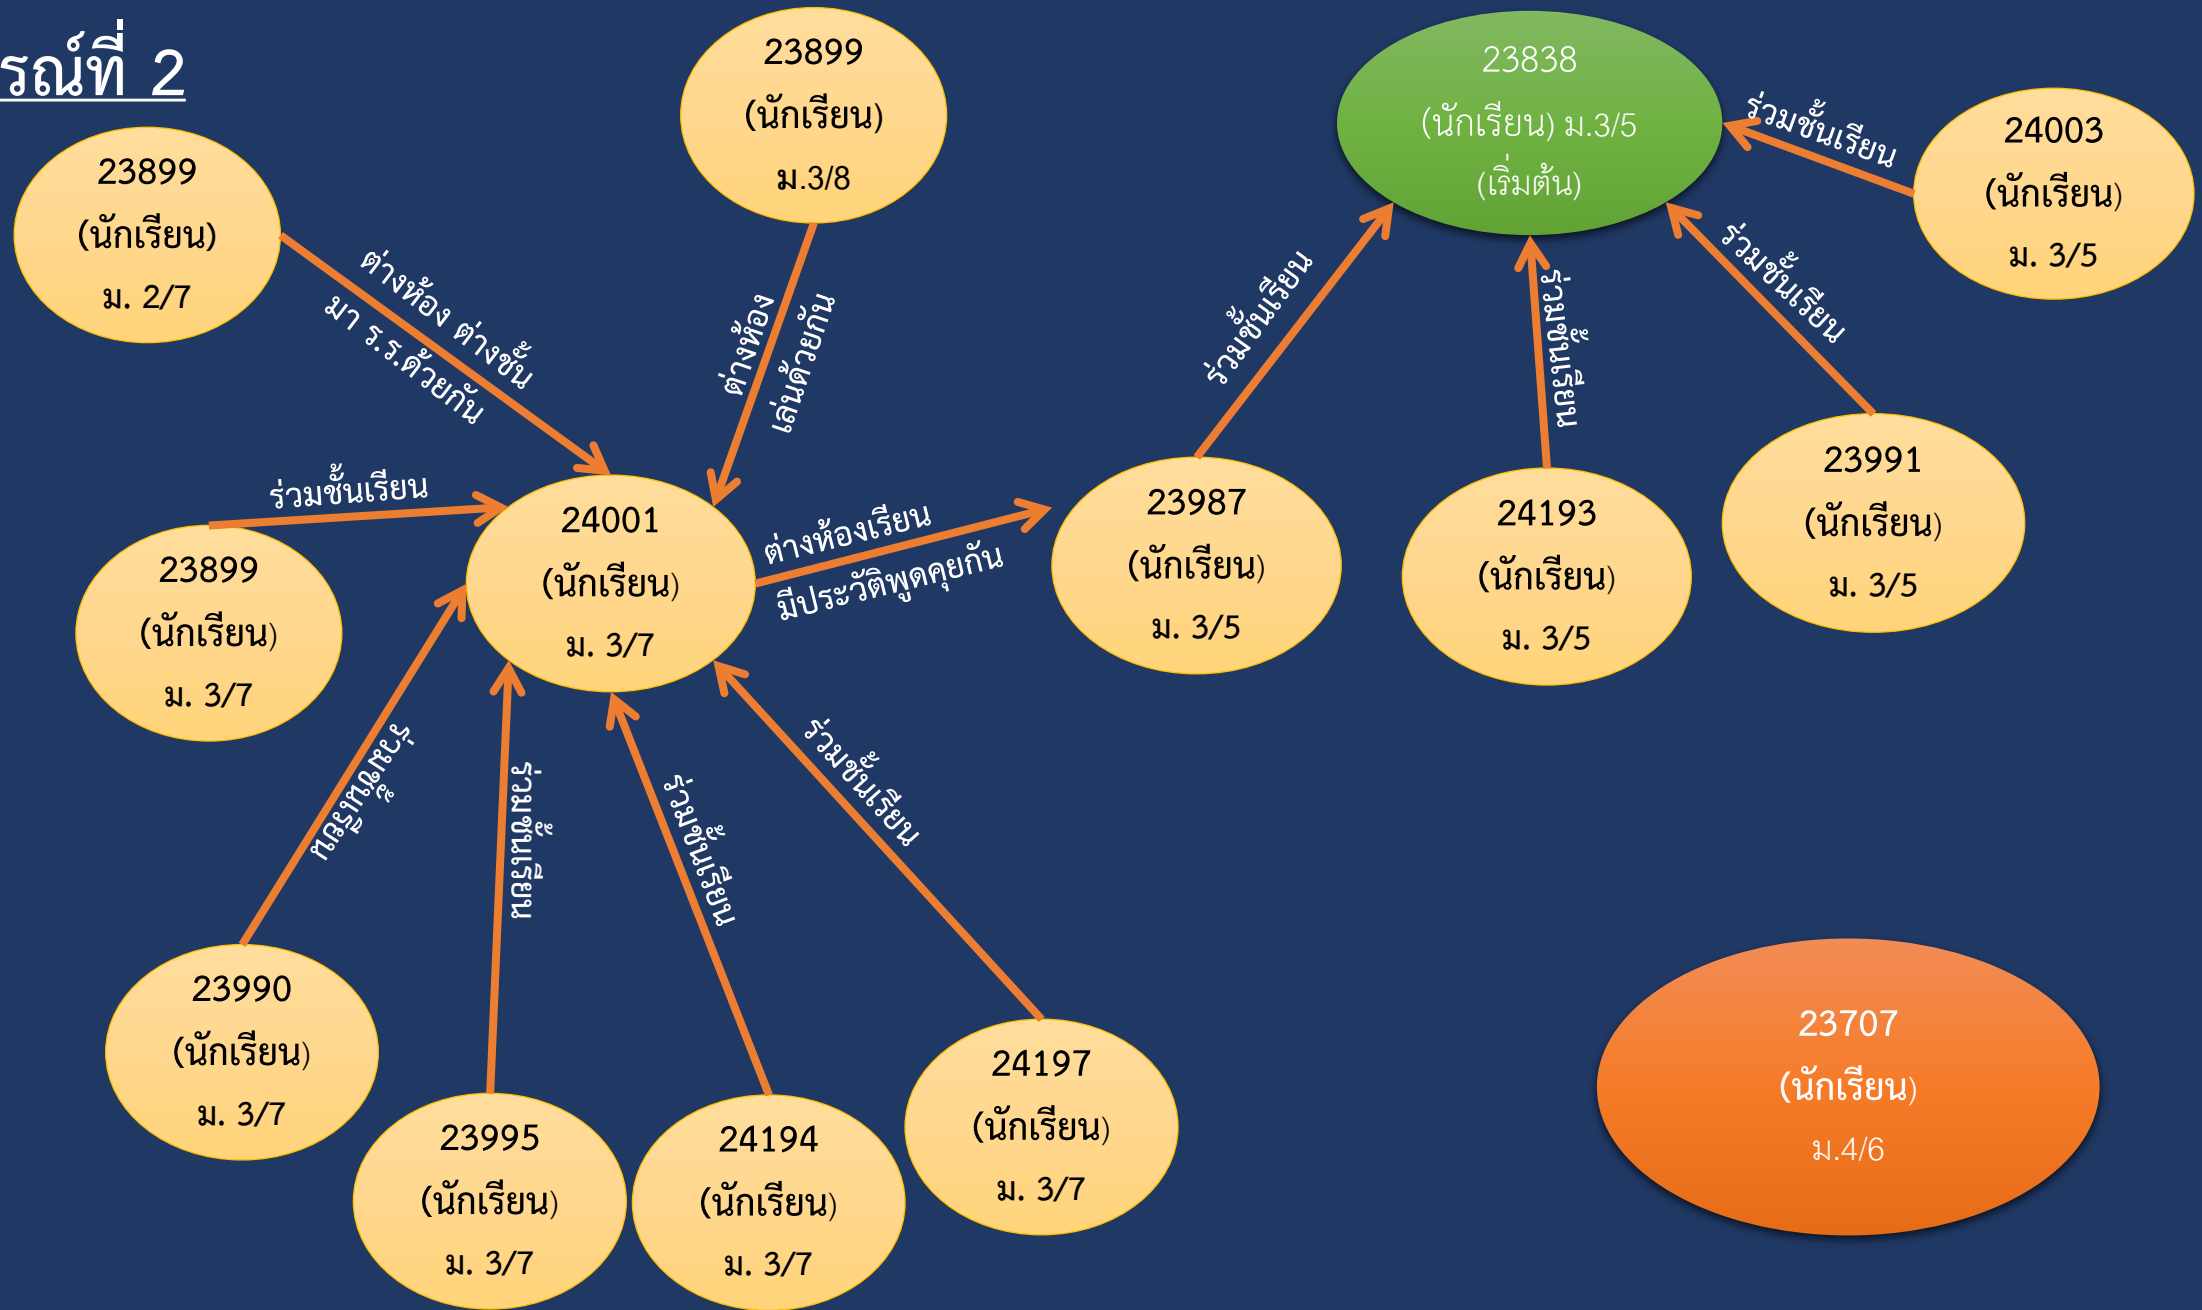 รณ์ที่ 2
23899
(นักเรียน)
ม.3/8
23838
(นักเรียน) ม.3/5
(เริ่มต้น)
ร่วมชั้นเรียน
24003
(นักเรียน)
ม. 3/5
23899
(นักเรียน)
ม. 2/7
ต่างห้อง ต่างชั้น
มา ร.ร.ด้วยกัน
ต่างห้อง
เล่นด้วยกัน
ร่วมชั้นเรียน
ร่วมชั้นเรียน
ร่วมชั้นเรียน
ร่วมชั้นเรียน
23899
(นักเรียน)
ม. 3/7
24001
(นักเรียน)
ม. 3/7
ต่างห้องเรียน
มีประวัติพูดคุยกัน
23987
(นักเรียน)
ม. 3/5
24193
(นักเรียน)
ม. 3/5
23991
(นักเรียน)
ม. 3/5
ร่วมชั้นเรียน
ร่วมชั้นเรียน
ร่วมชั้นเรียน
ร่วมชั้นเรียน
23990
(นักเรียน)
ม. 3/7
23995
(นักเรียน)
ม. 3/7
24194
(นักเรียน)
ม. 3/7
24197
(นักเรียน)
ม. 3/7
23707
(นักเรียน)
ม.4/6